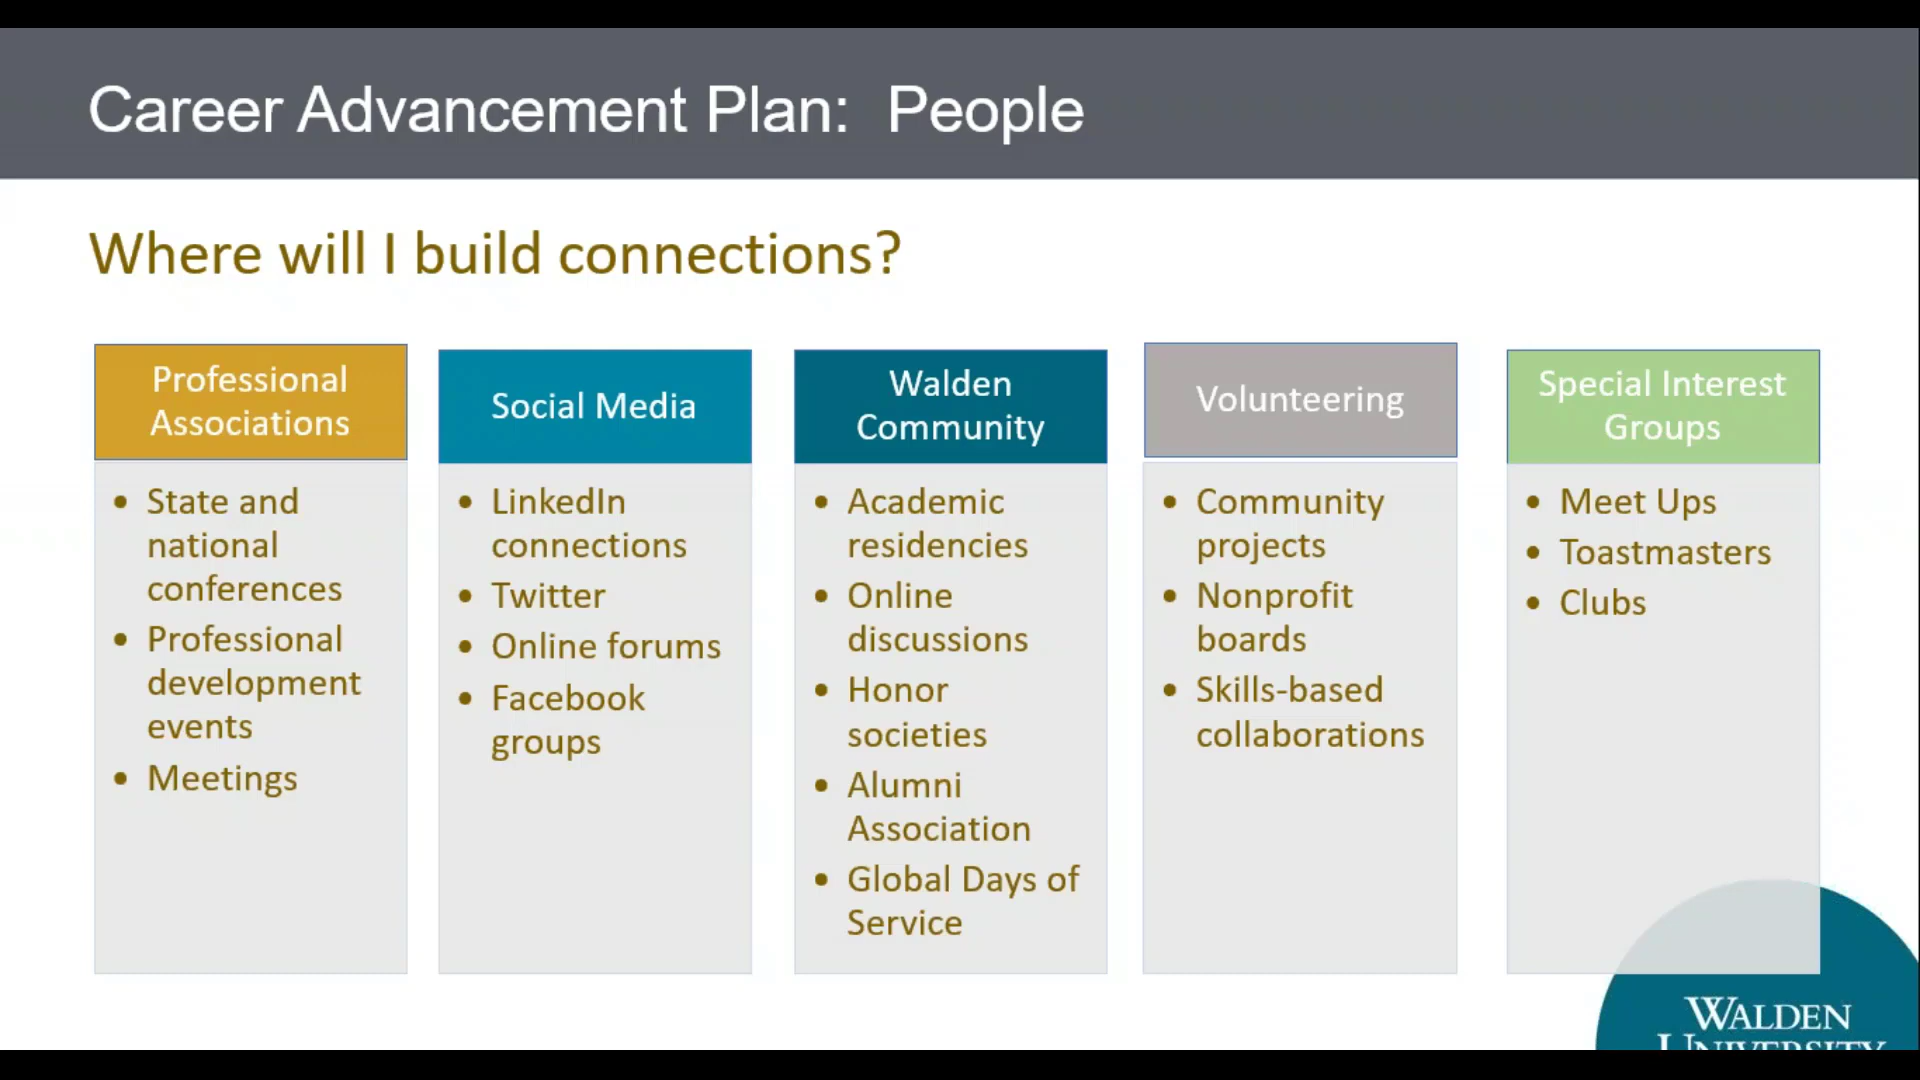 Career Advancement Plan: People
Where will I build connections?
Professional
Associations
• State and
national
conferences
• Professional
development
events
• Meetings
Social Media
• LinkedIn
connections
• Twitter
• Online forums
• Facebook
groups
Walden
Community
• Academic
residencies
• Online
discussions
• Honor
societies
• Alumni
Association
• Global Days of
Service
Volunteering
• Community
projects
• Nonprofit
boards
• Skills-based
collaborations
Special Interest
Groups
• Meet Ups
• Toastmasters
• Clubs
WALDEN
UNIVERSITY